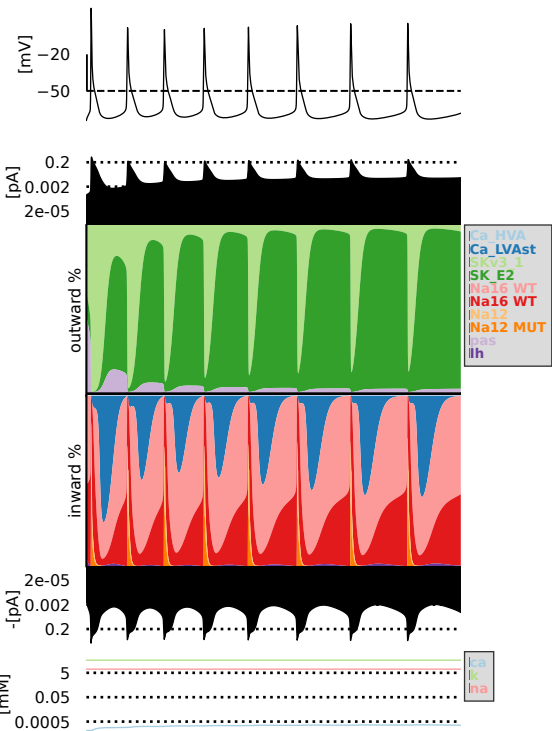 [mV]
−20
−50
[pA]
0.2
0.002
2e-05
outward %
Ca_HVA
Ca_LVAst
SKv3_1
SK_E2
Na16 WT
Na16 WT
Na12
Na12 MUT
pas
Ih
inward %
-[pA]
2e-05
0.002
0.2
[mM]
5
0.05
0.0005
ca
k
na